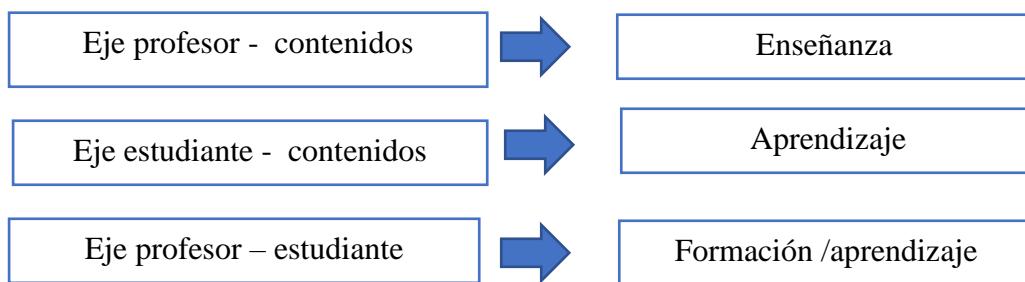 Eje profesor - contenidos
Enseñanza
Eje estudiante - contenidos
Aprendizaje
Eje profesor – estudiante
Formación /aprendizaje